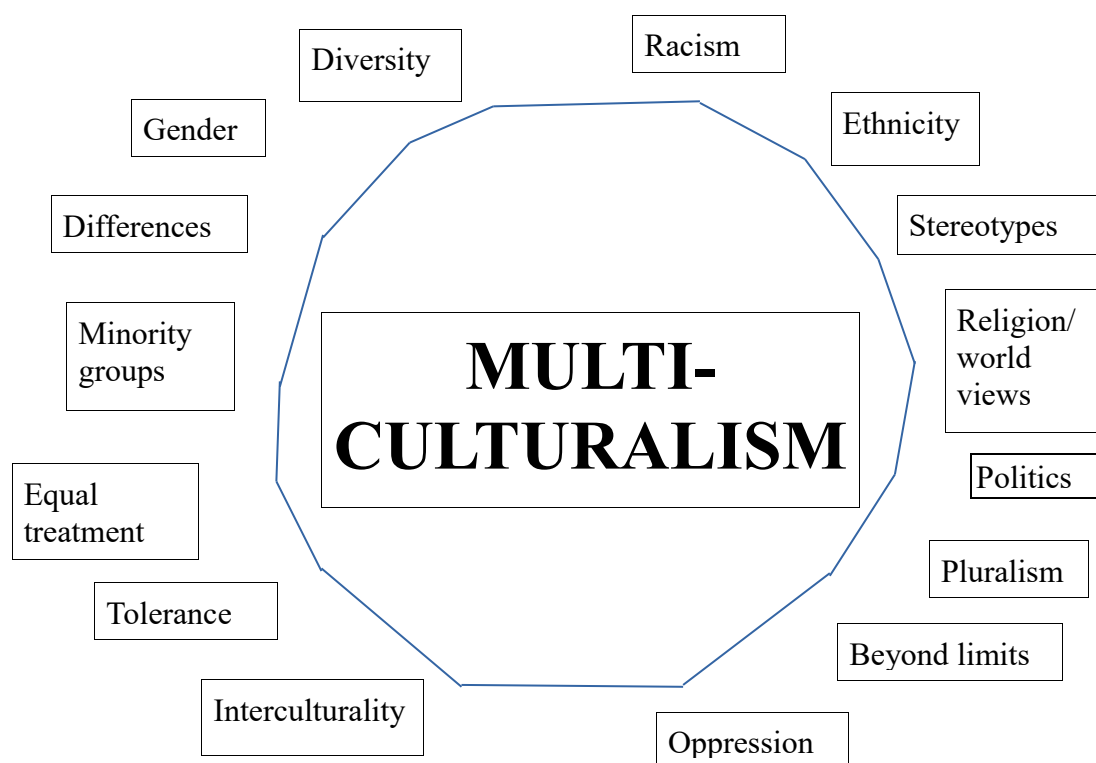 Diversity
Racism
Gender
Ethnicity
Differences
Stereotypes
Minority
groups
MULTI-
CULTURALISM
Religion/
world
views
Equal
treatment
Politics
Tolerance
Pluralism
Interculturality
Beyond limits
Oppression